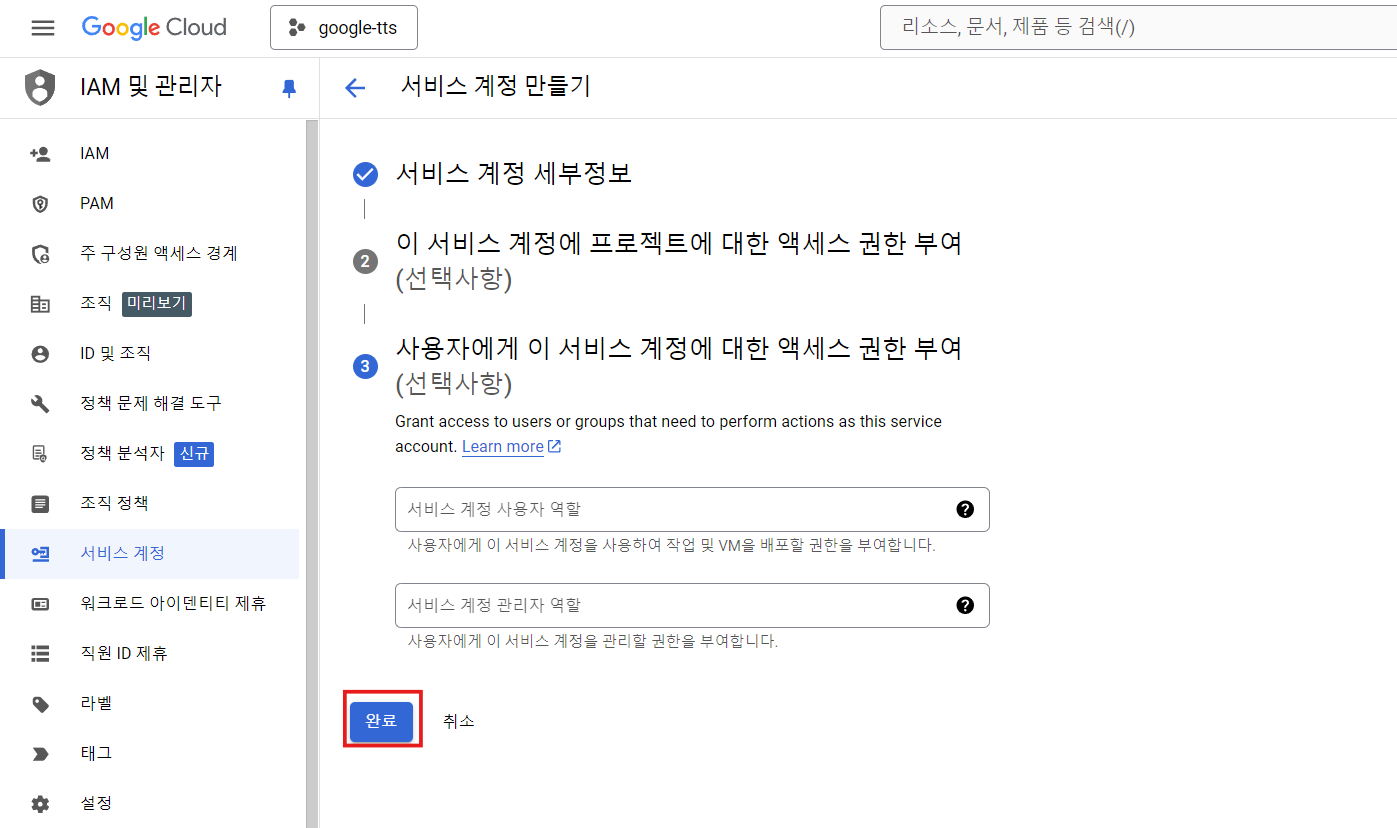 Google Cloud
google-tts
리소스, 문서, 제품 등 검색(/)
IAM 및 관리자
서비스 계정 만들기
IAM
PAM
주 구성원 액세스 경계
조직 미리보기
ID 및 조직
정책 문제 해결 도구
정책 분석자 신규
조직 정책
서비스 계정
워크로드 아이덴티티 제휴
직원 ID 제휴
라벨
태그
설정
서비스 계정 세부정보
2 이 서비스 계정에 프로젝트에 대한 액세스 권한 부여
(선택사항)
3 사용자에게 이 서비스 계정에 대한 액세스 권한 부여
(선택사항)
Grant access to users or groups that need to perform actions as this service
account. Learn more
서비스 계정 사용자 역할
사용자에게 이 서비스 계정을 사용하여 작업 및 VM을 배포할 권한을 부여합니다.
서비스 계정 관리자 역할
사용자에게 이 서비스 계정을 관리할 권한을 부여합니다.
완료 취소